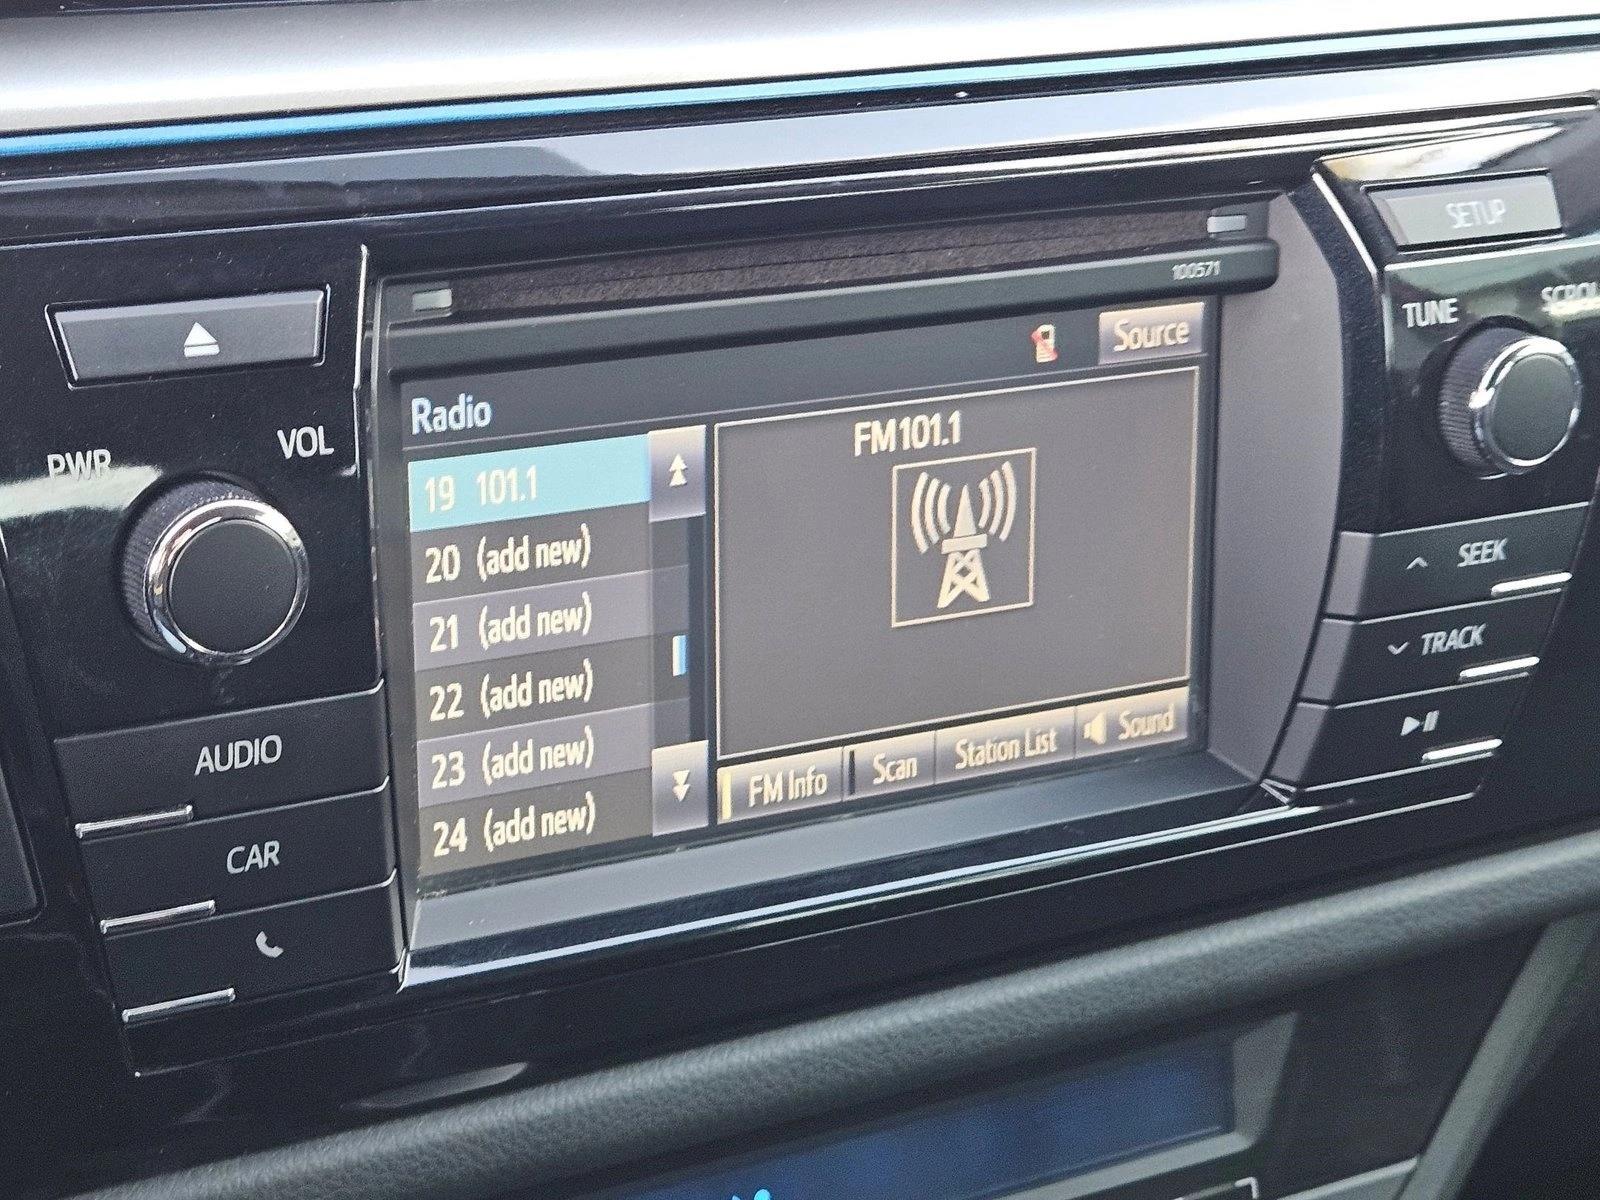 SETUP
100571
TUNE
Source
PWR
VOL
Radio
FM101.1
19 101.1
20 (add new)
21 (add new)
22 (add new)
23 (add new)
24 (add new)
FM Info
Scan
Station List
Sound
SEEK
TRACK
AUDIO
CAR